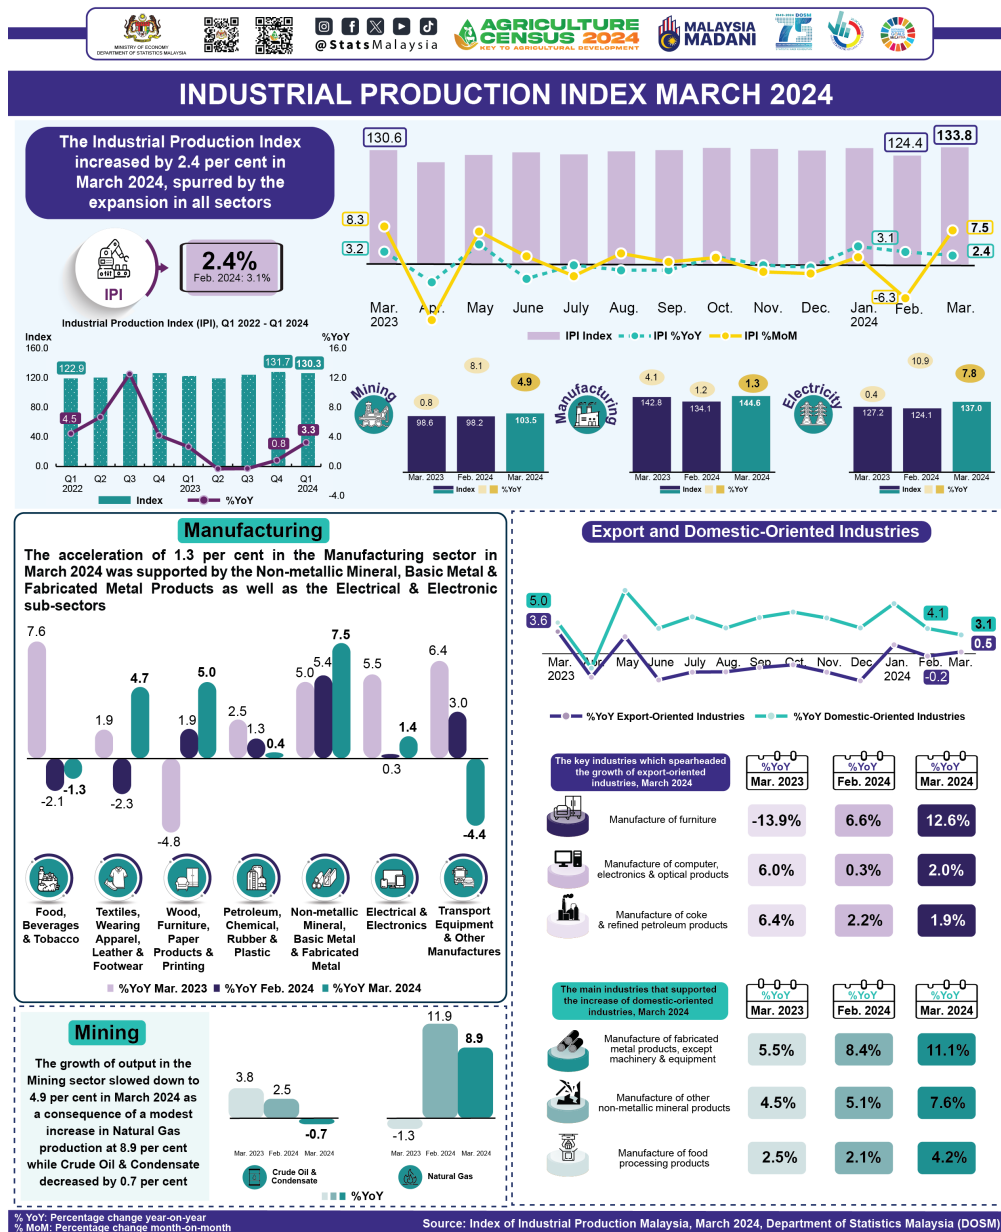 MINISTRY OF ECONOMY
DEPARTMENT OF STATISTICS MALAYSIA
@StatsMalaysia
AGRICULTURE
CENSUS 2024
KEY TO AGRICULTURAL DEVELOPMENT
MALAYSIA
MADANI
75
INDUSTRIAL PRODUCTION INDEX MARCH 2024
The Industrial Production Index
increased by 2.4 per cent in
March 2024, spurred by the
expansion in all sectors
IPI
2.4%
Feb. 2024: 3.1%
130.6
124.4
133.8
8.3
3.2
3.1
-6.3
7.5
2.4
Mar. Apr. May June July Aug. Sep. Oct. Nov. Dec. Jan. Feb. Mar.
2023 2024
IPI Index IPI %YoY IPI %MoM
Industrial Production Index (IPI), Q1 2022 - Q1 2024
Index %YoY
160.0 16.0
120.0 12.0
80.0 8.0
40.0 4.0
0.0 0.0
-4.0
122.9 131.7 130.3
4.5 0.8 3.3
Q1 Q2 Q3 Q4 Q1 Q2 Q3 Q4 Q1
2022 2023 2024
Index %YoY
Mining
0.8 8.1 4.9
98.6 98.2 103.5
Mar. 2023 Feb. 2024 Mar. 2024
Index %YoY
Manufacturing
4.1 1.2 1.3
142.8 134.1 144.6
Mar. 2023 Feb. 2024 Mar. 2024
Index %YoY
Electricity
0.4 10.9 7.8
127.2 124.1 137.0
Mar. 2023 Feb. 2024 Mar. 2024
Index %YoY
Manufacturing
The acceleration of 1.3 per cent in the Manufacturing sector in
March 2024 was supported by the Non-metallic Mineral, Basic Metal &
Fabricated Metal Products as well as the Electrical & Electronic
sub-sectors
7.6 -2.1 -1.3
1.9 -2.3 4.7
-4.8 1.9 5.0
2.5 1.3 0.4
5.0 5.4 7.5
5.5 0.3 1.4
6.4 3.0 -4.4
Food,
Beverages
& Tobacco
Textiles,
Wearing
Apparel,
Leather &
Footwear
Wood,
Furniture,
Paper
Products &
Printing
Petroleum,
Chemical,
Rubber &
Plastic
Non-metallic
Mineral,
Basic Metal
& Fabricated
Metal
Electrical &
Electronics
Transport
Equipment
& Other
Manufactures
%YoY Mar. 2023 %YoY Feb. 2024 %YoY Mar. 2024
Mining
The growth of output in the
Mining sector slowed down to
4.9 per cent in March 2024 as
a consequence of a modest
increase in Natural Gas
production at 8.9 per cent
while Crude Oil & Condensate
decreased by 0.7 per cent
3.8 2.5 -0.7
Mar. 2023 Feb. 2024 Mar. 2024
Crude Oil &
Condensate
-1.3 11.9 8.9
Mar. 2023 Feb. 2024 Mar. 2024
Natural Gas
%YoY
Export and Domestic-Oriented Industries
5.0
3.6
4.1
3.1
0.5
-0.2
Mar. Apr. May June July Aug. Sep. Oct. Nov. Dec. Jan. Feb. Mar.
2023 2024
%YoY Export-Oriented Industries %YoY Domestic-Oriented Industries
The key industries which spearheaded
the growth of export-oriented
industries, March 2024
%YoY %YoY %YoY
Mar. 2023 Feb. 2024 Mar. 2024
Manufacture of furniture
-13.9% 6.6% 12.6%
Manufacture of computer,
electronics & optical products
6.0% 0.3% 2.0%
Manufacture of coke
& refined petroleum products
6.4% 2.2% 1.9%
The main industries that supported
the increase of domestic-oriented
industries, March 2024
%YoY %YoY %YoY
Mar. 2023 Feb. 2024 Mar. 2024
Manufacture of fabricated
metal products, except
machinery & equipment
5.5% 8.4% 11.1%
Manufacture of other
non-metallic mineral products
4.5% 5.1% 7.6%
Manufacture of food
processing products
2.5% 2.1% 4.2%
% YoY: Percentage change year-on-year
% MoM: Percentage change month-on-month
Source: Index of Industrial Production Malaysia, March 2024, Department of Statistics Malaysia (DOSM)